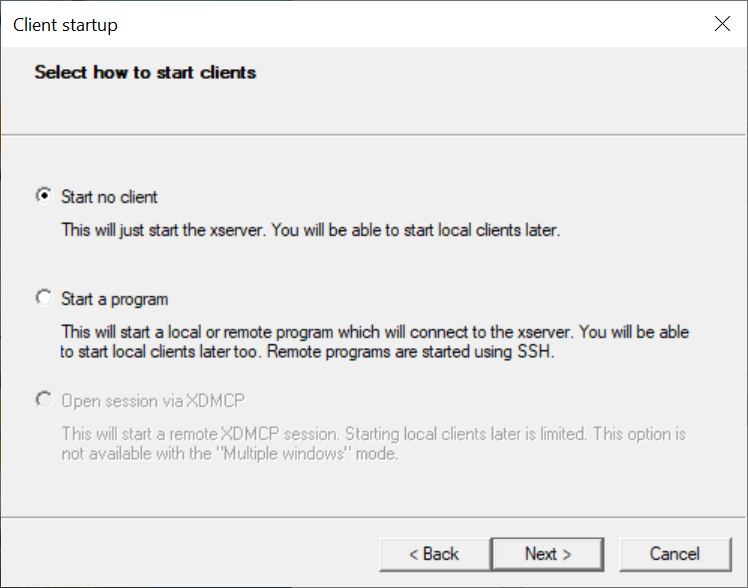 Client startup
Select how to start clients
Start no client
This will just start the xserver. You will be able to start local clients later.
Start a program
This will start a local or remote program which will connect to the xserver. You will be able
to start local clients later too. Remote programs are started using SSH.
Open session via XDMCP
This will start a remote XDMCP session. Starting local clients later is limited. This option is
not available with the "Multiple windows" mode.
< Back
Next >
Cancel